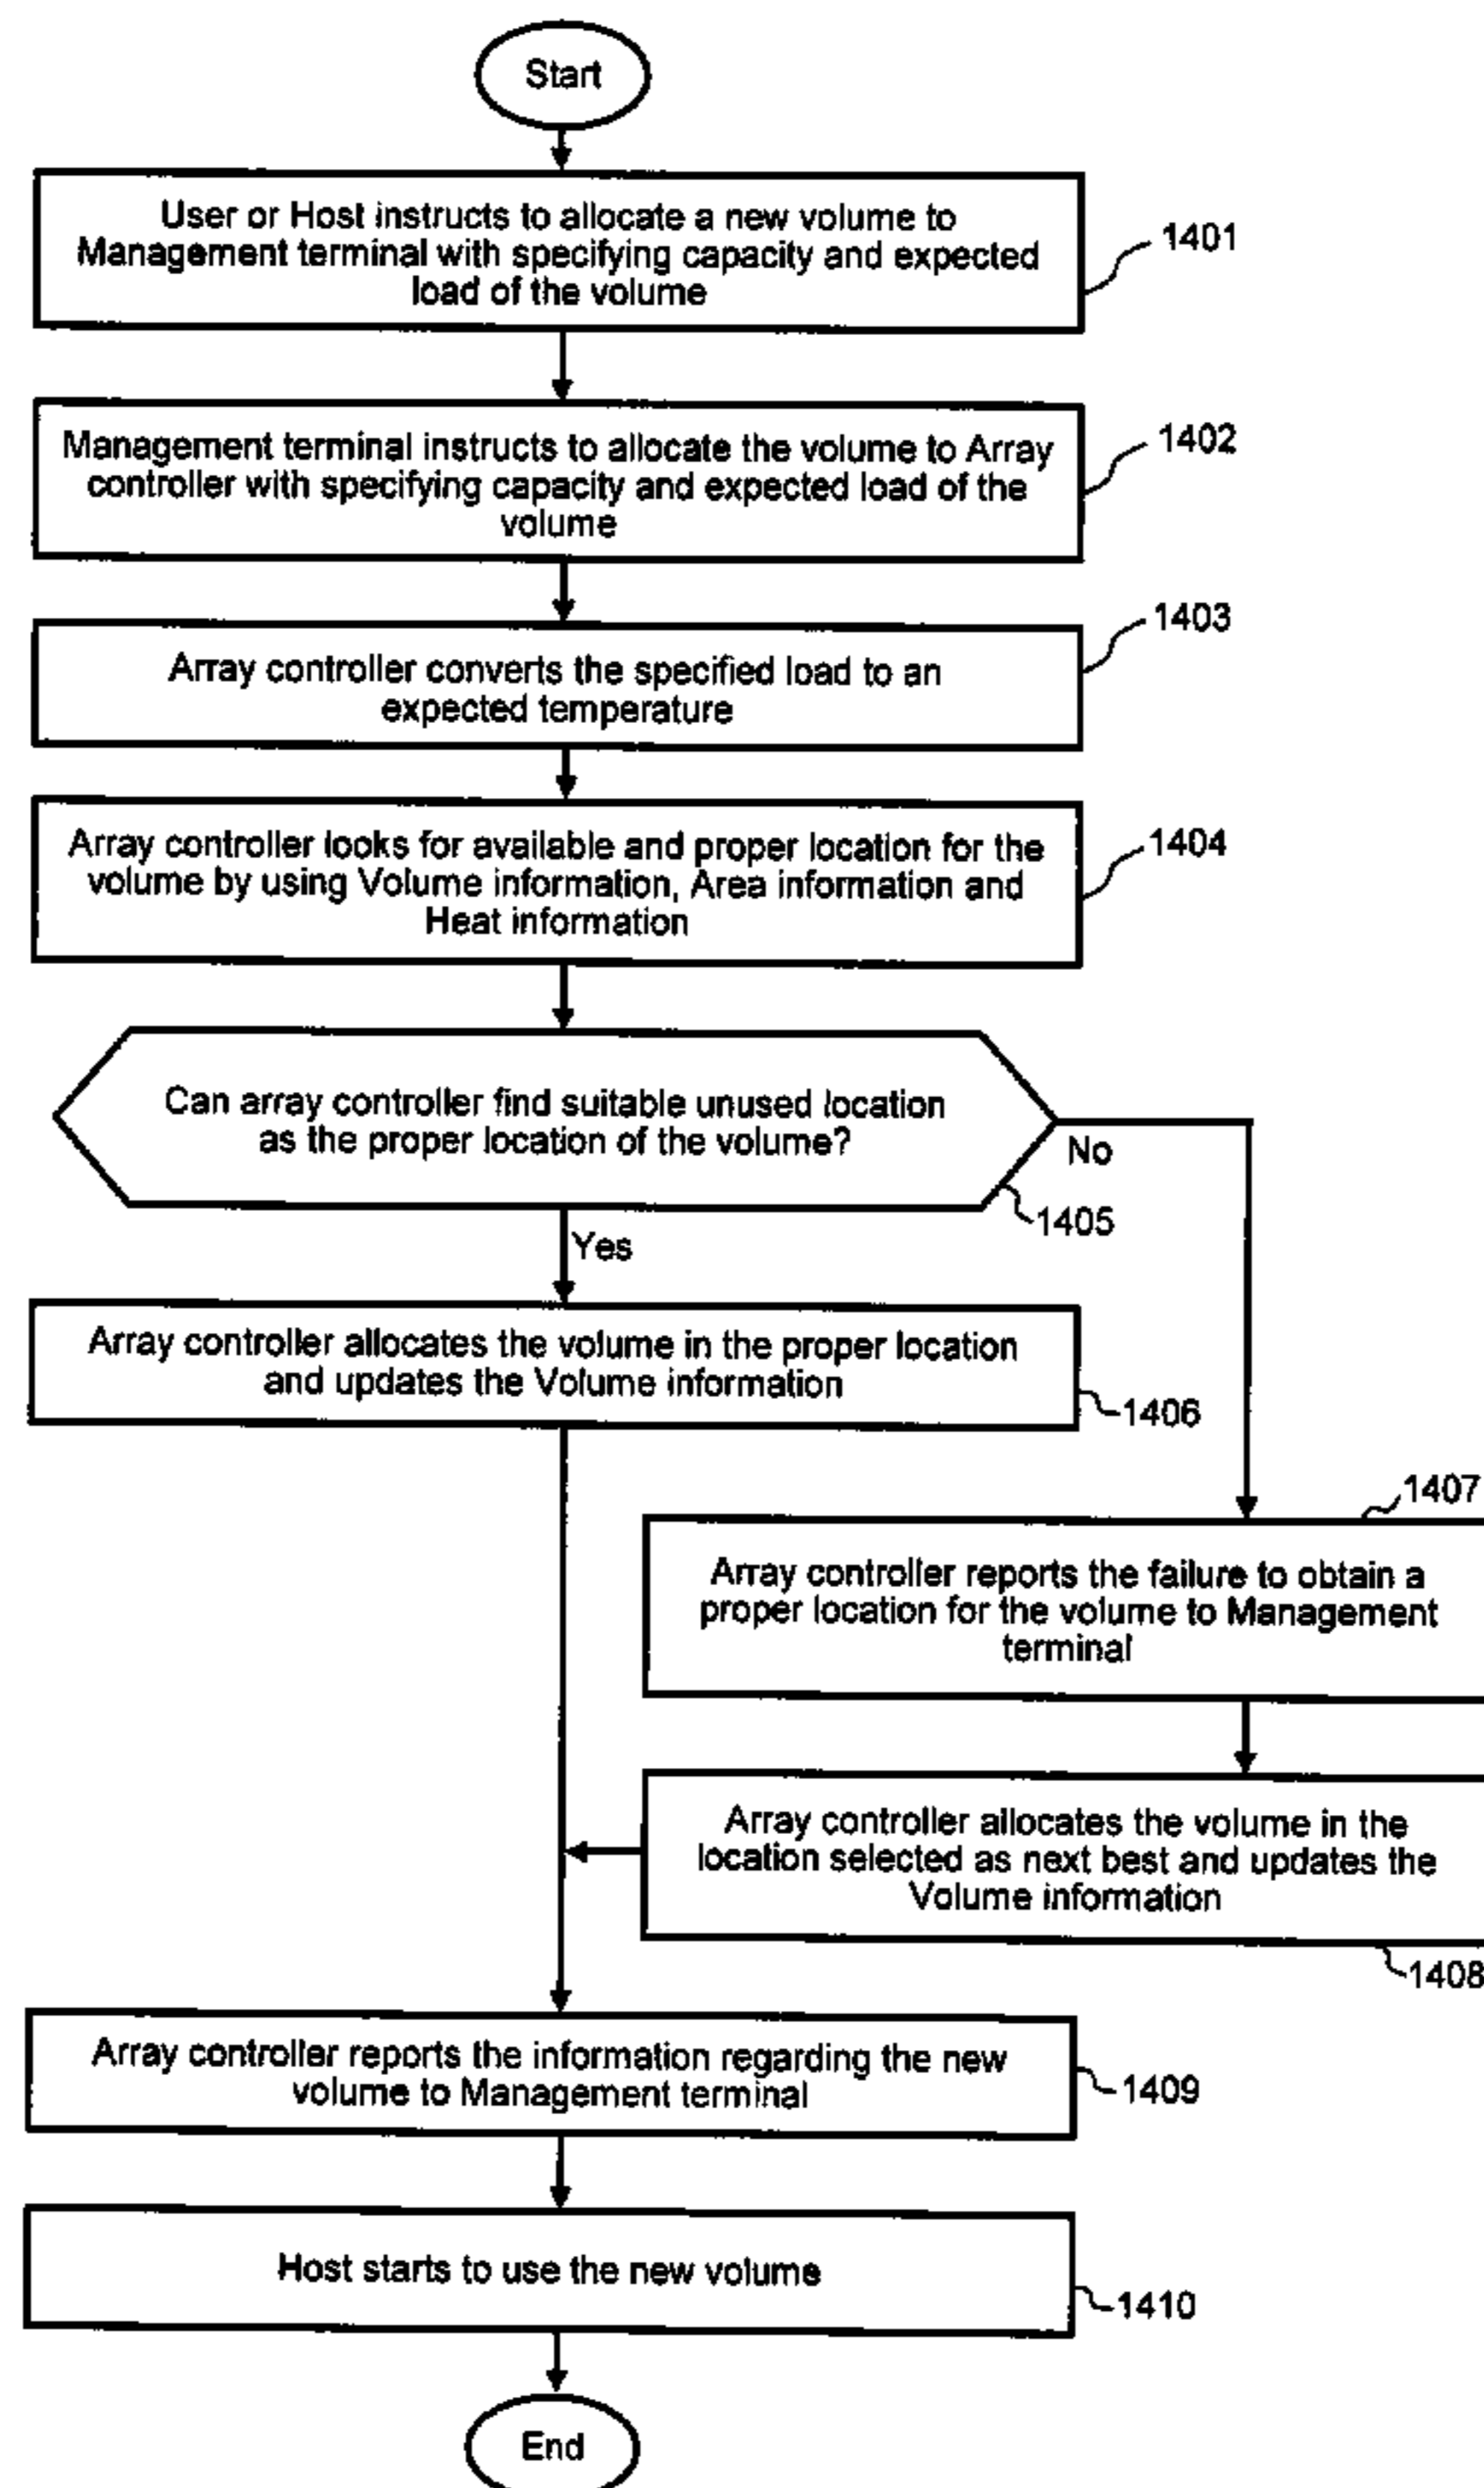 Start
User or Host instructs to allocate a new volume to
Management terminal with specifying capacity and expected
load of the volume
1401
Management terminal instructs to allocate the volume to Array
controller with specifying capacity and expected load of the
volume
1402
Array controller converts the specified load to an
expected temperature
1403
Array controller looks for available and proper location for the
volume by using Volume information, Area information and
Heat information
1404
Can array controller find suitable unused location
as the proper location of the volume?
No
1405
Yes
Array controller allocates the volume in the proper location
and updates the Volume information
1406
1407
Array controller reports the failure to obtain a
proper location for the volume to Management
terminal
Array controller allocates the volume in the
location selected as next best and updates the
Volume information
1408
Array controller reports the information regarding the new
volume to Management terminal
1409
Host starts to use the new volume
1410
End